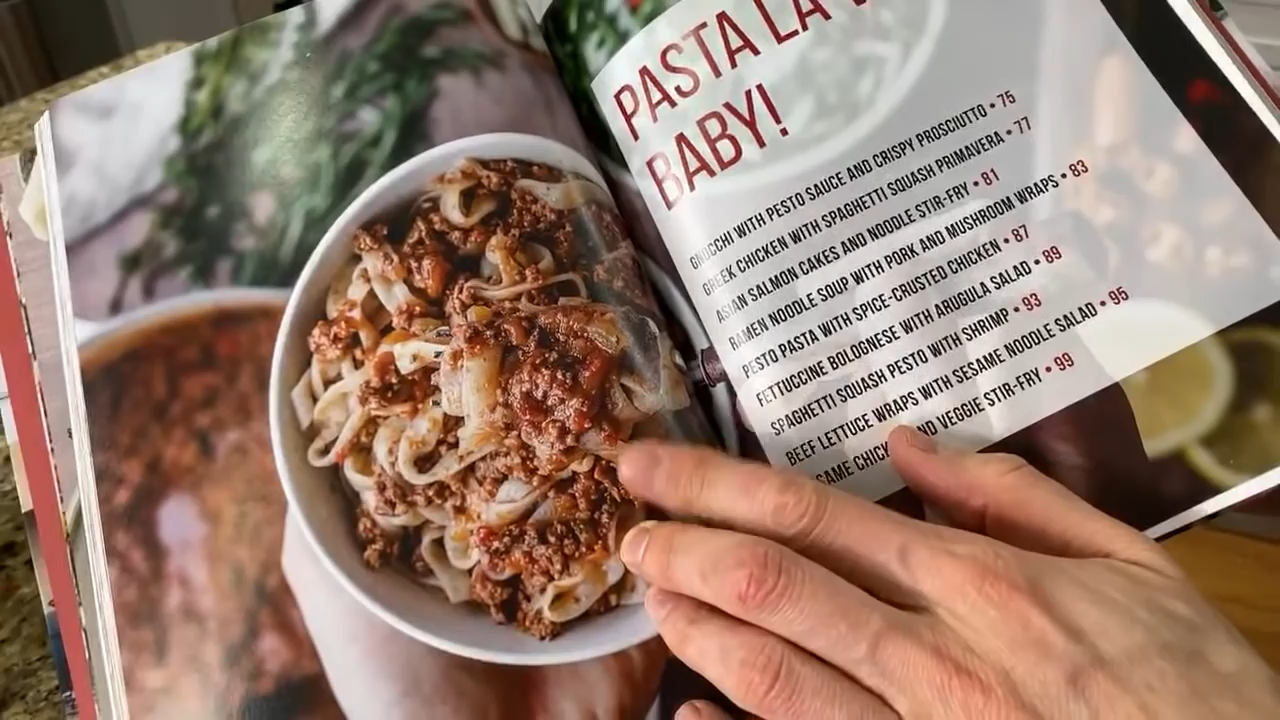 PASTA LA
BABY!
GNOCCHI WITH PESTO SAUCE AND CRISPY PROSCIUTTO • 75
GREEK CHICKEN WITH SPAGHETTI SQUASH PRIMAVERA • 77
ASIAN SALMON CAKES AND NOODLE STIR-FRY • 81
RAMEN NOODLE SOUP WITH PORK AND MUSHROOM WRAPS • 83
PESTO PASTA WITH SPICE-CRUSTED CHICKEN • 87
FETTUCCINE BOLOGNESE WITH ARUGULA SALAD • 89
SPAGHETTI SQUASH PESTO WITH SHRIMP • 93
BEEF LETTUCE WRAPS WITH SESAME NOODLE SALAD • 95
SAME CHICK ND VEGGIE STIR-FRY • 99